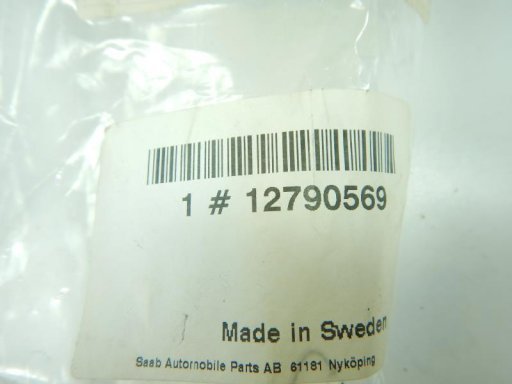 1 # 12790569
Made in Sweden
Saab Automobile Parts AB 61181 Nyköping